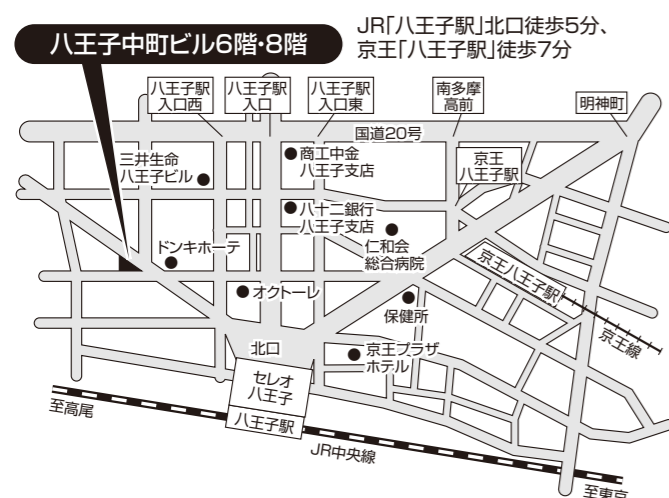 八王子中町ビル6階・8階
JR「八王子駅」北口徒歩5分、
京王「八王子駅」徒歩7分
八王子駅
入口西
八王子駅
入口
八王子駅
入口東
南多摩
高前
明神町
国道20号
三井生命
八王子ビル
商工中金
八王子支店
京王
八王子駅
八十二銀行
八王子支店
仁和会
総合病院
ドンキホーテ
京王八王子駅
オクトーレ
保健所
京王線
北口
京王プラザ
ホテル
セレオ
八王子
八王子駅
至高尾
JR中央線
至東京